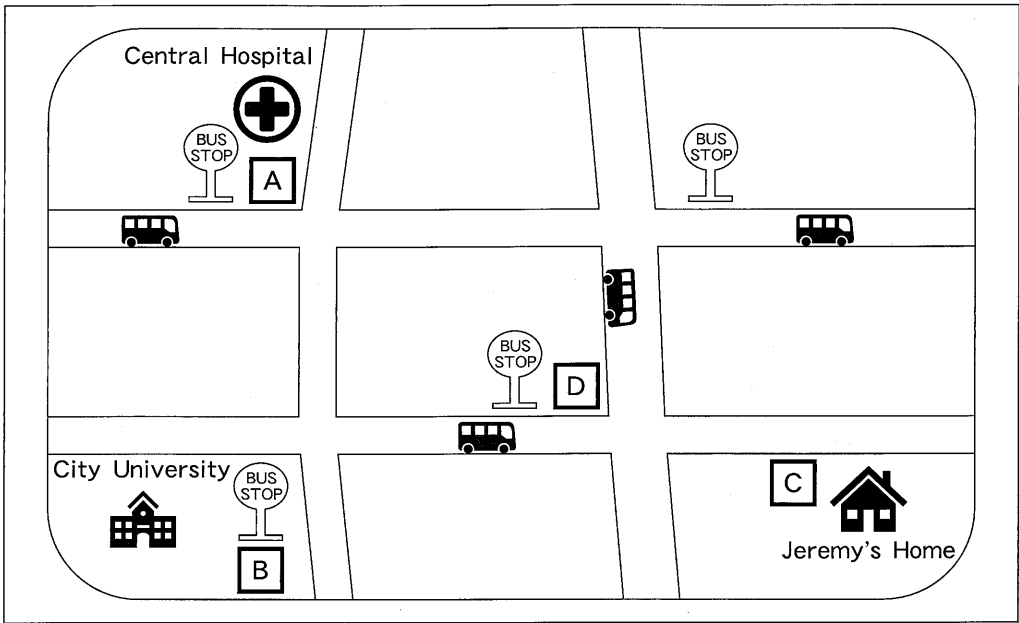 Central Hospital
BUS
STOP
A
BUS
STOP
BUS
STOP
D
City University
BUS
STOP
B
C
Jeremy's Home